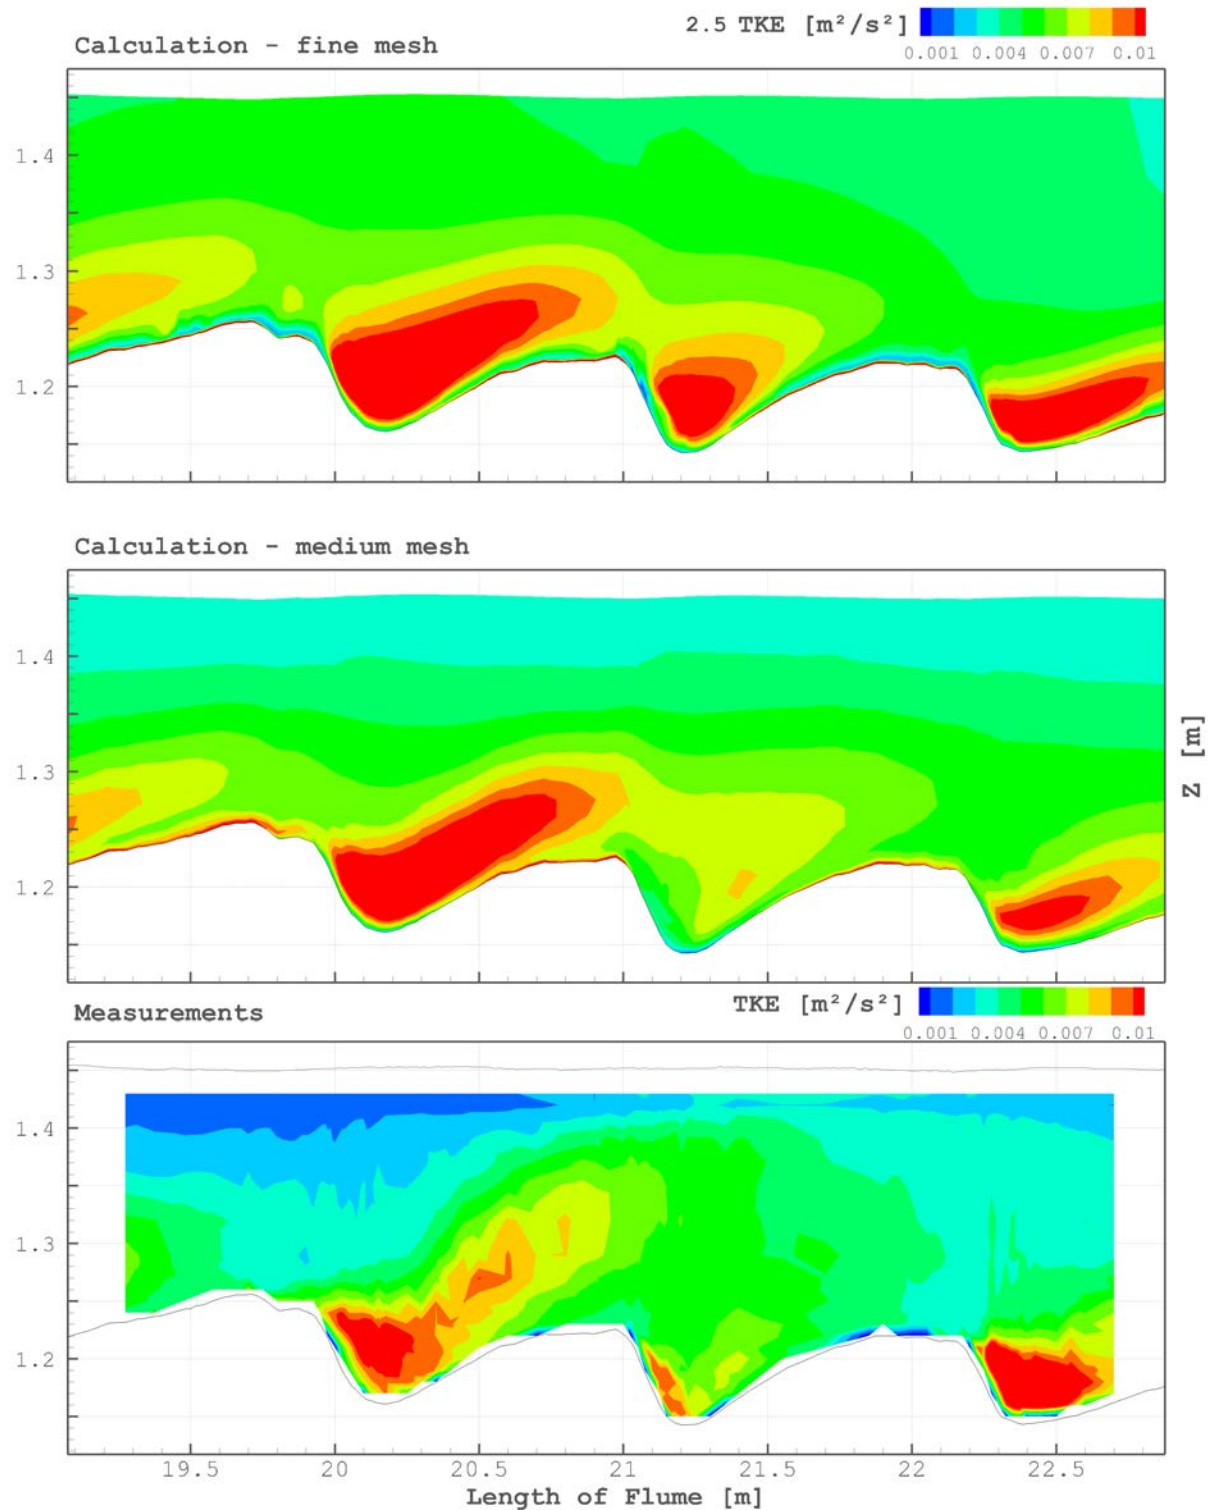 2.5 TKE [m²/s²]
Calculation - fine mesh
0.001 0.004 0.007 0.01
1.4
1.3
1.2
Calculation - medium mesh
1.4
1.3
1.2
Z [m]
Measurements
TKE [m²/s²]
0.001 0.004 0.007 0.01
1.4
1.3
1.2
19.5 20 20.5 21 21.5 22 22.5
Length of Flume [m]